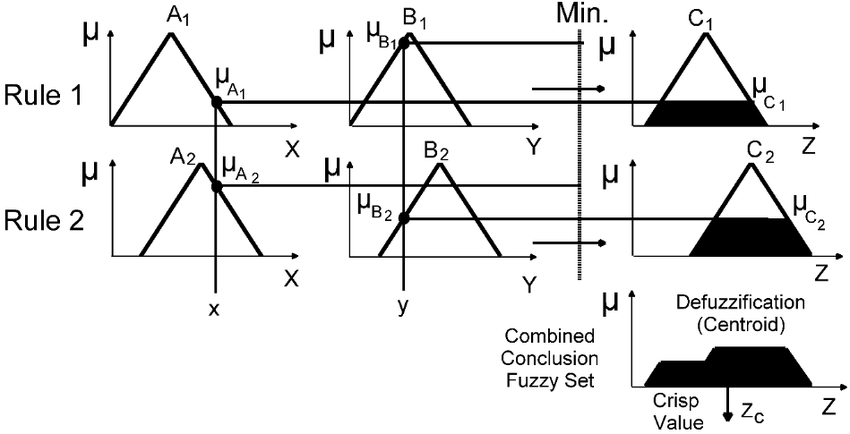 A1 B1 Min. C1
μ μA1 X
μ μB1 Y
μ μC1 Z
Rule 1
A2 B2 C2
μ μA2 X
μ μB2 Y
μ μC2 Z
Rule 2
x y
μ Defuzzification
(Centroid)
Combined
Conclusion
Fuzzy Set
Crisp
Value
zc Z